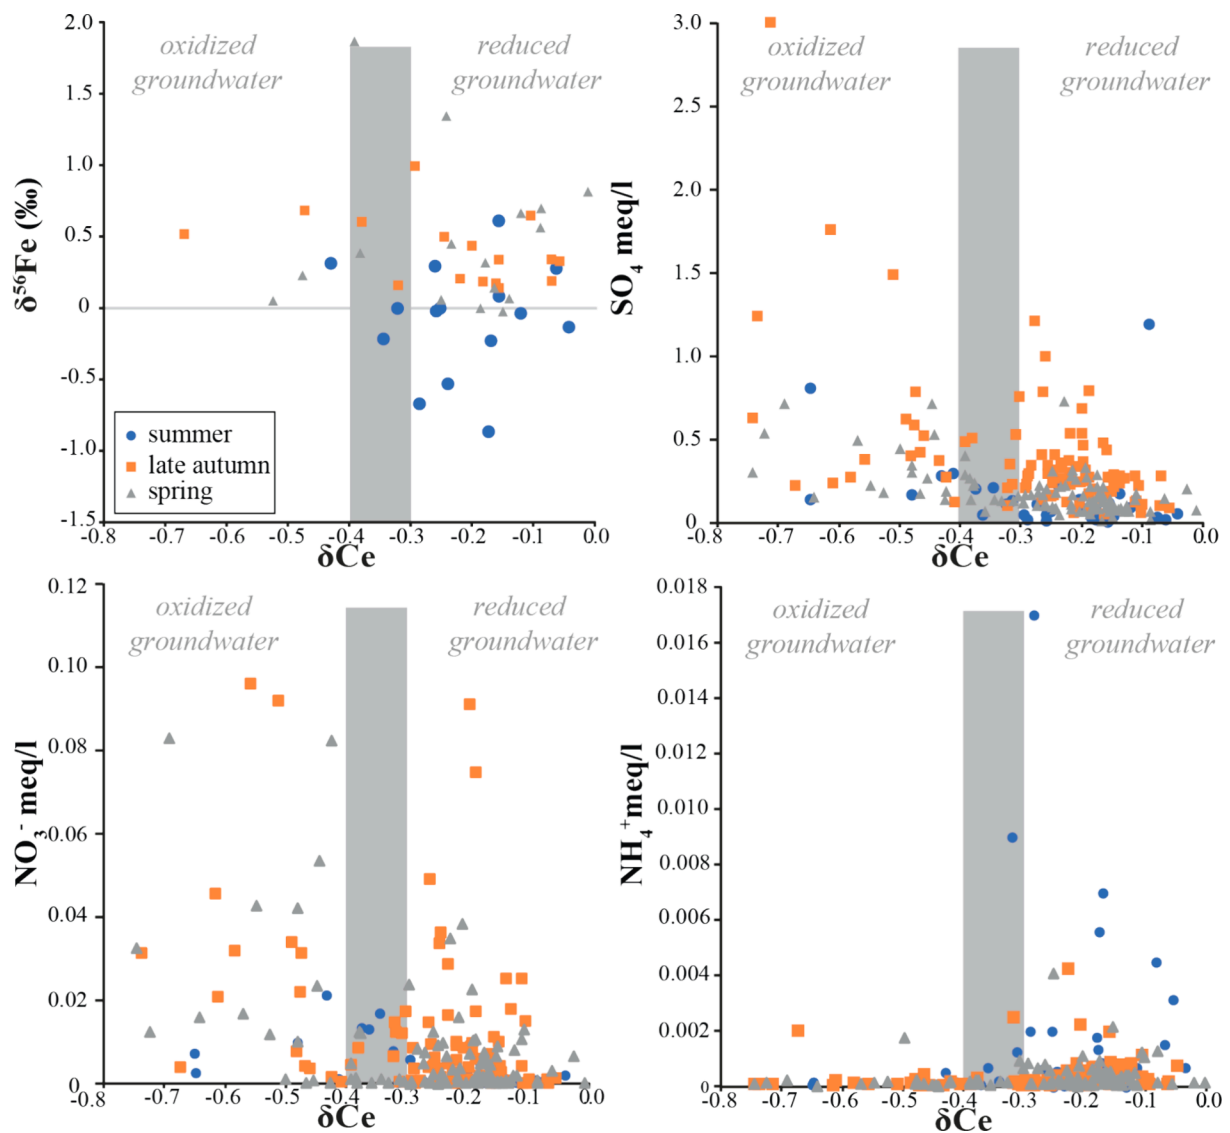 2.0
1.5
1.0
0.5
0
-0.5
-1.0
-1.5
δ⁵⁶Fe (‰)
oxidized
groundwater
reduced
groundwater
summer
late autumn
spring
-0.8 -0.7 -0.6 -0.5 -0.4 -0.3 -0.2 -0.1 0.0
δCe
3.0
2.5
2.0
1.5
1.0
0.5
0
SO₄ meq/l
oxidized
groundwater
reduced
groundwater
-0.8 -0.7 -0.6 -0.5 -0.4 -0.3 -0.2 -0.1 0.0
δCe
0.12
0.10
0.08
0.06
0.04
0.02
0
NO₃⁻ meq/l
oxidized
groundwater
reduced
groundwater
-0.8 -0.7 -0.6 -0.5 -0.4 -0.3 -0.2 -0.1 0.0
δCe
0.018
0.016
0.014
0.012
0.010
0.008
0.006
0.004
0.002
0
NH₄⁺meq/l
oxidized
groundwater
reduced
groundwater
-0.8 -0.7 -0.6 -0.5 -0.4 -0.3 -0.2 -0.1 0.0
δCe